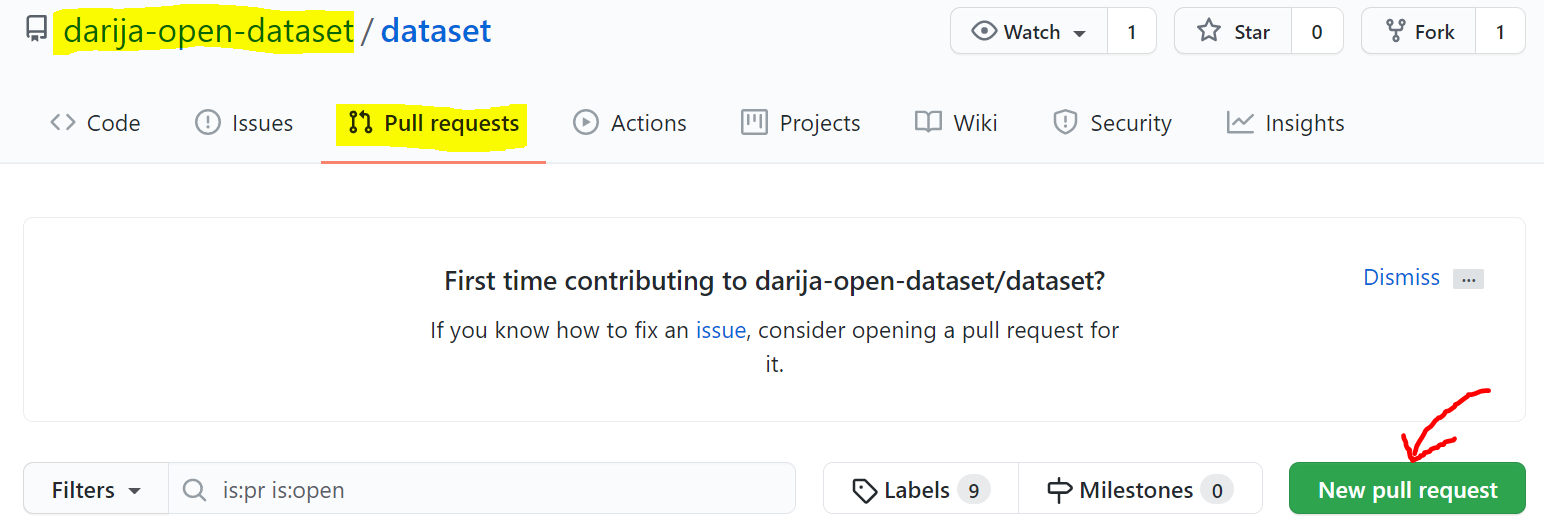 darija-open-dataset / dataset
Watch 1 Star 0 Fork 1
Code Issues Pull requests Actions Projects Wiki Security Insights
First time contributing to darija-open-dataset/dataset?
Dismiss ...
If you know how to fix an issue, consider opening a pull request for
it.
Filters is:pr is:open Labels 9 Milestones 0 New pull request